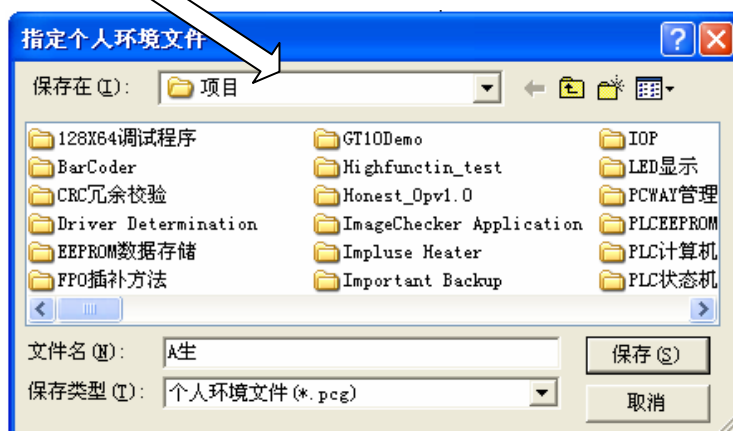 指定个人环境文件
保存在(I): 项目
128X64调试程序 GT10Demo IOP
BarCoder Highfunctin_test LED显示
CRC冗余校验 Honest_Opv1.0 PCWAY管理
Driver Determination ImageChecker Application PLCEEPROM
EEPROM数据存储 Impluse Heater PLC计算机
FPO插补方法 Important Backup PLC状态机
文件名(N): A生 保存(S)
保存类型(T): 个人环境文件(*.pcg) 取消